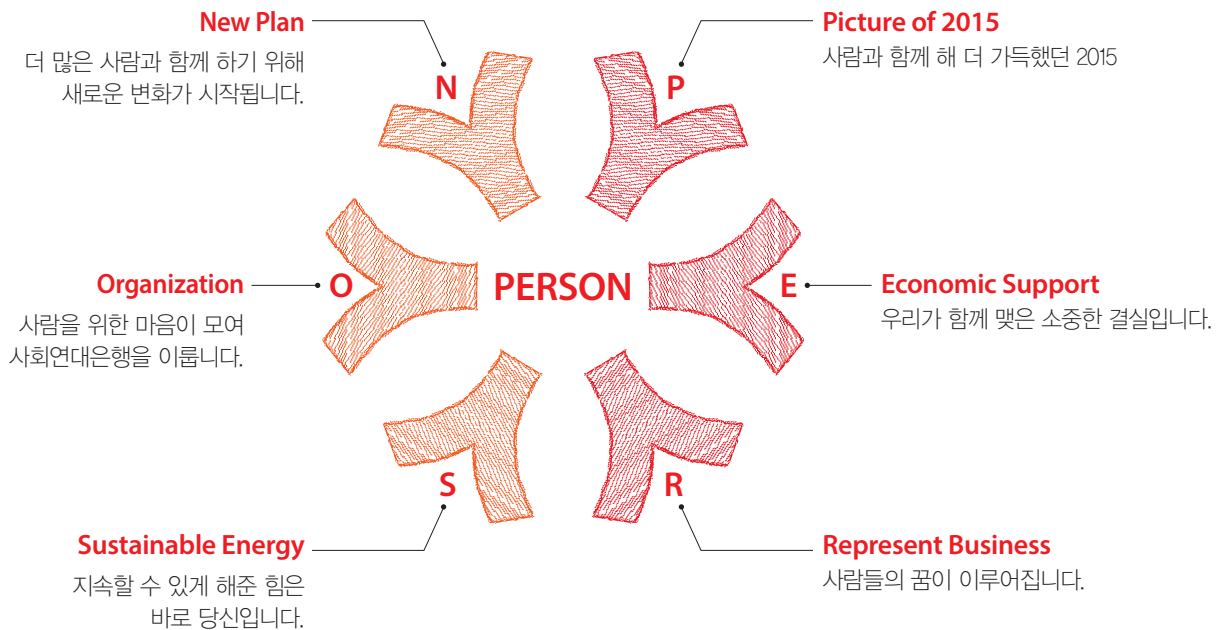 New Plan
더 많은 사람과 함께 하기 위해
새로운 변화가 시작됩니다.
N
Picture of 2015
사람과 함께 해 더 가득했던 2015
P
Organization
사람을 위한 마음이 모여
사회연대은행을 이룹니다.
O
PERSON
E
Economic Support
우리가 함께 맺은 소중한 결실입니다.
S
Sustainable Energy
지속할 수 있게 해준 힘은
바로 당신입니다.
R
Represent Business
사람들의 꿈이 이루어집니다.